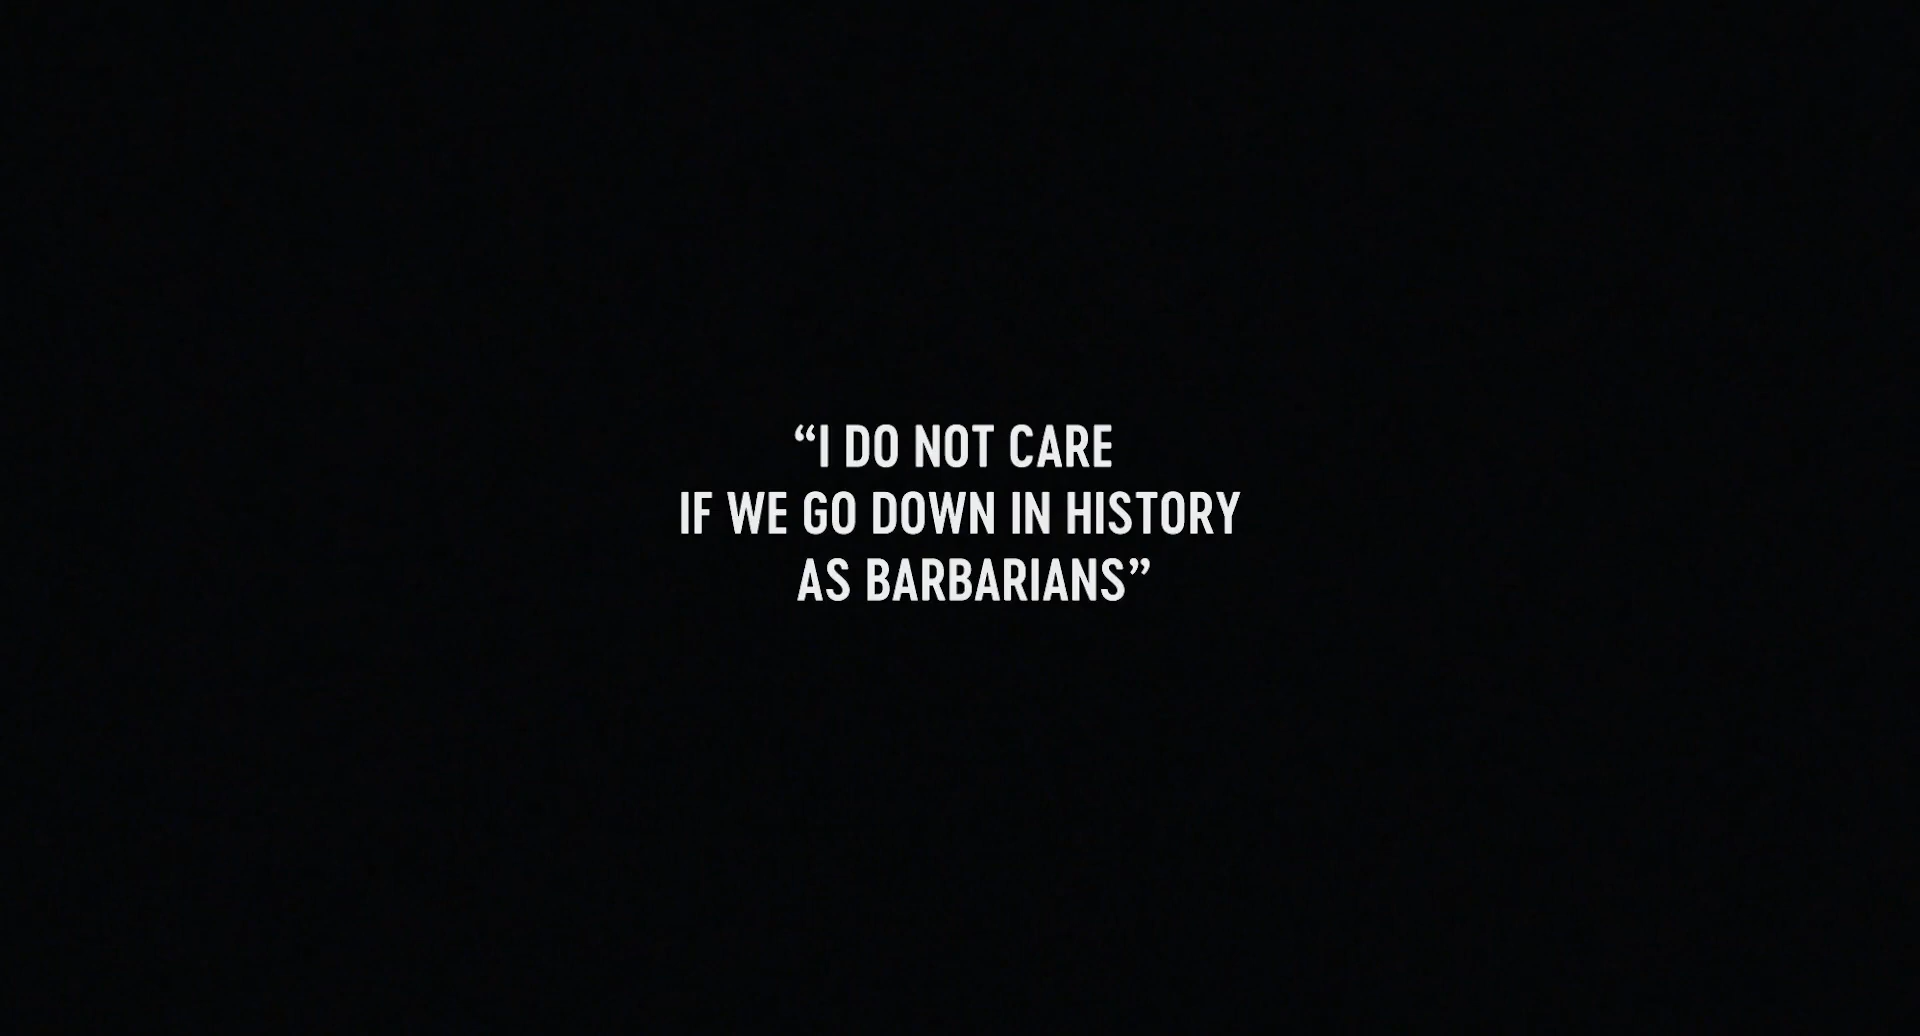 “I DO NOT CARE
IF WE GO DOWN IN HISTORY
AS BARBARIANS”